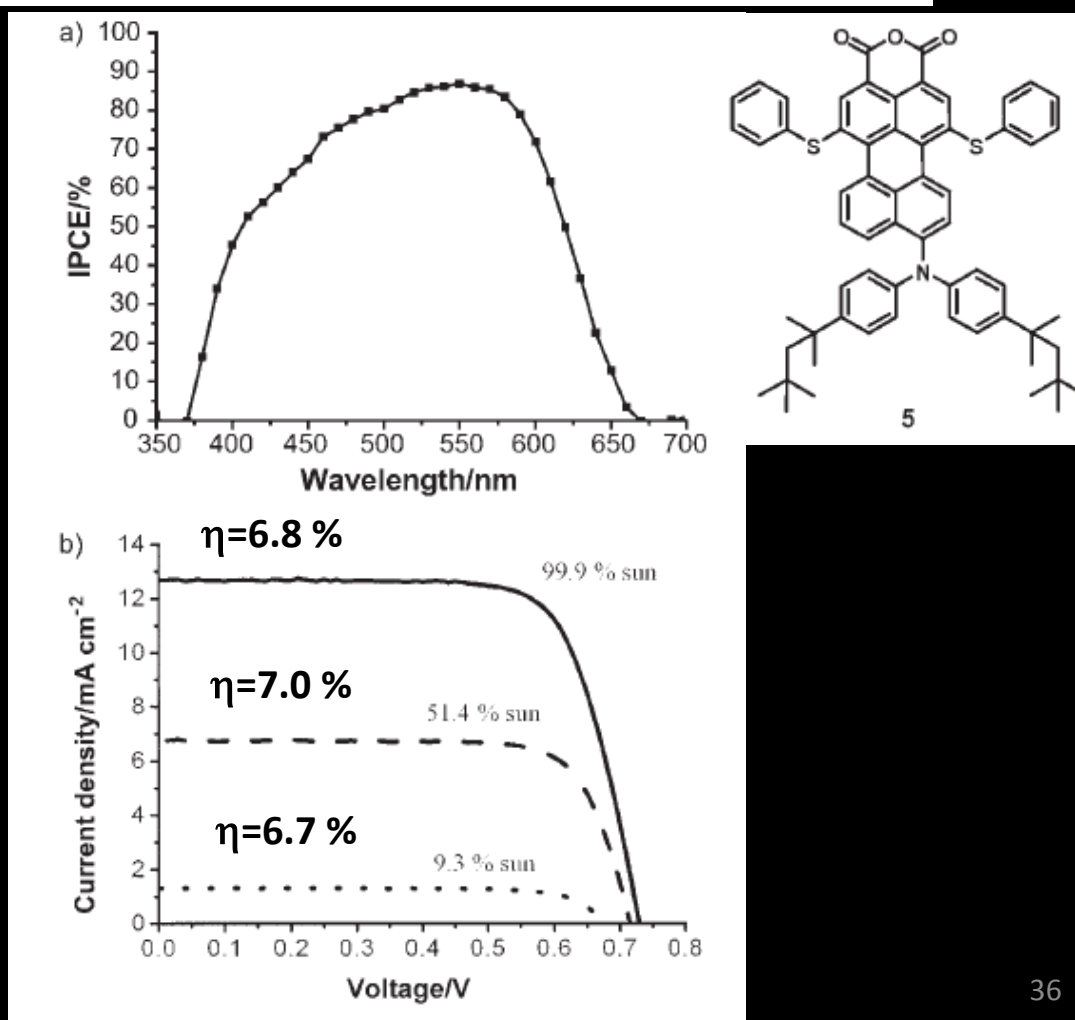 a)
100
90
80
70
60
50
40
30
20
10
0
IPCE/%
350 400 450 500 550 600 650 700
Wavelength/nm
O O O
S S
N
5
b)
η=6.8 %
99.9 % sun
η=7.0 %
51.4 % sun
η=6.7 %
9.3 % sun
14
12
10
8
6
4
2
0
Current density/mA cm⁻²
0.0 0.1 0.2 0.3 0.4 0.5 0.6 0.7 0.8
Voltage/V
36